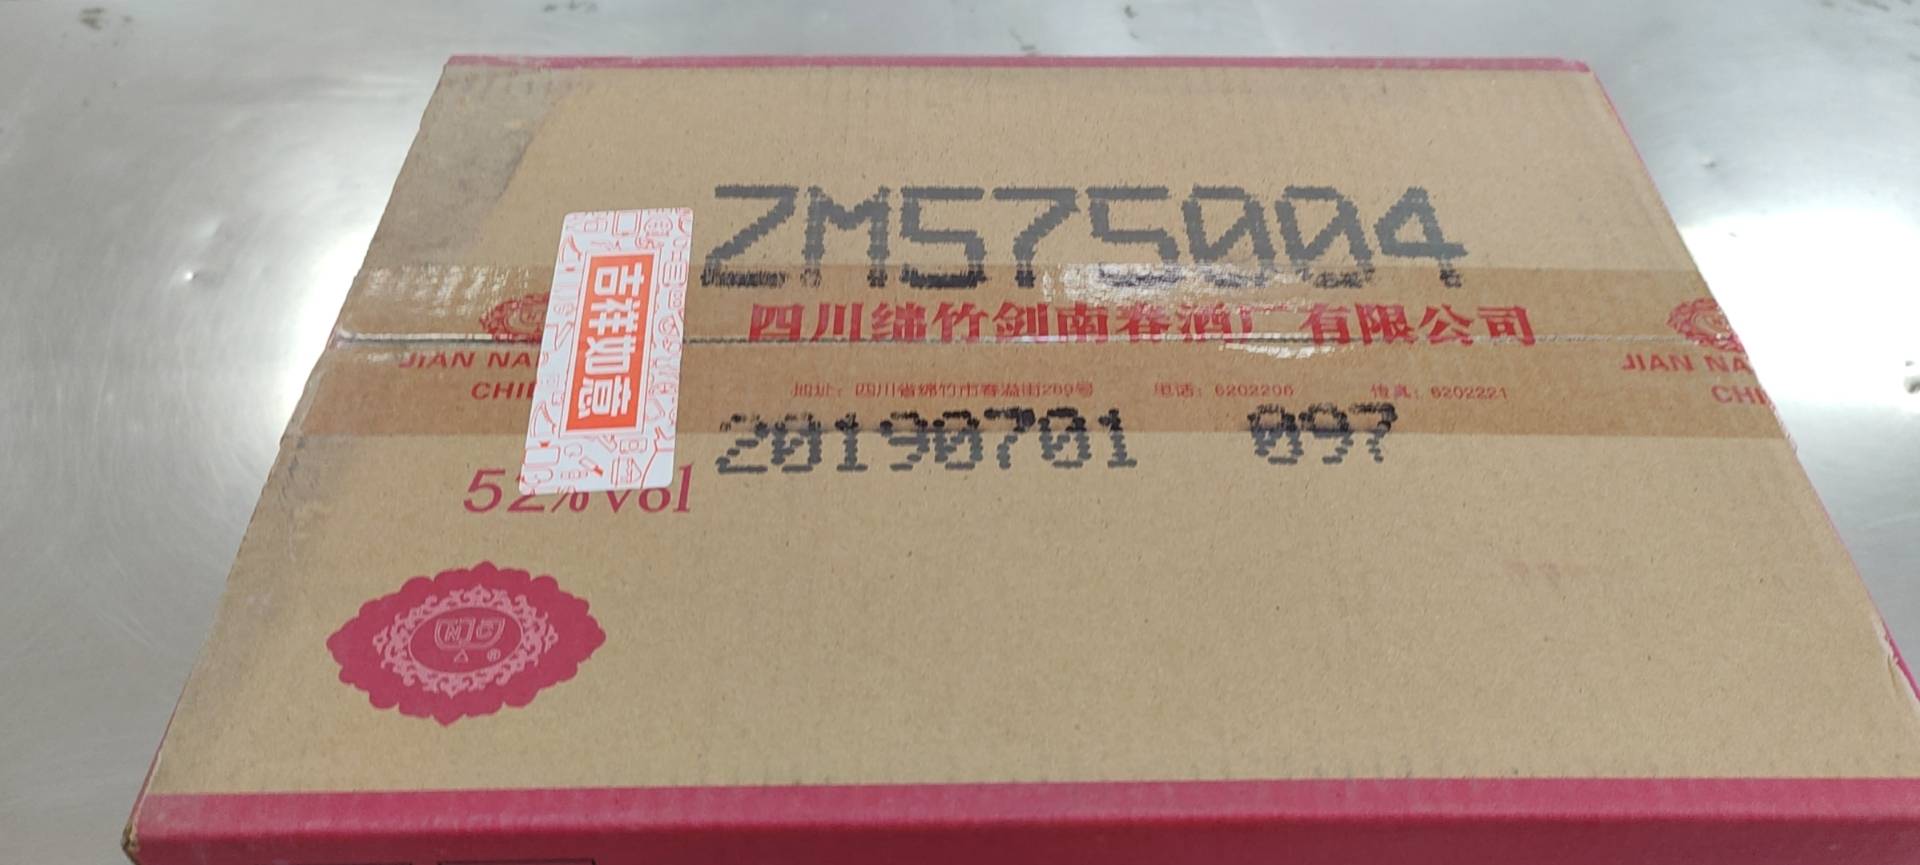 ZM575004
四川绵竹剑南春酒厂有限公司
JIAN NA
CHI
JIAN NA
CHI
地址：四川省绵竹市春溢街289号 电话：6202206 传真：6202221
20190701 097
吉祥如意
52%vol